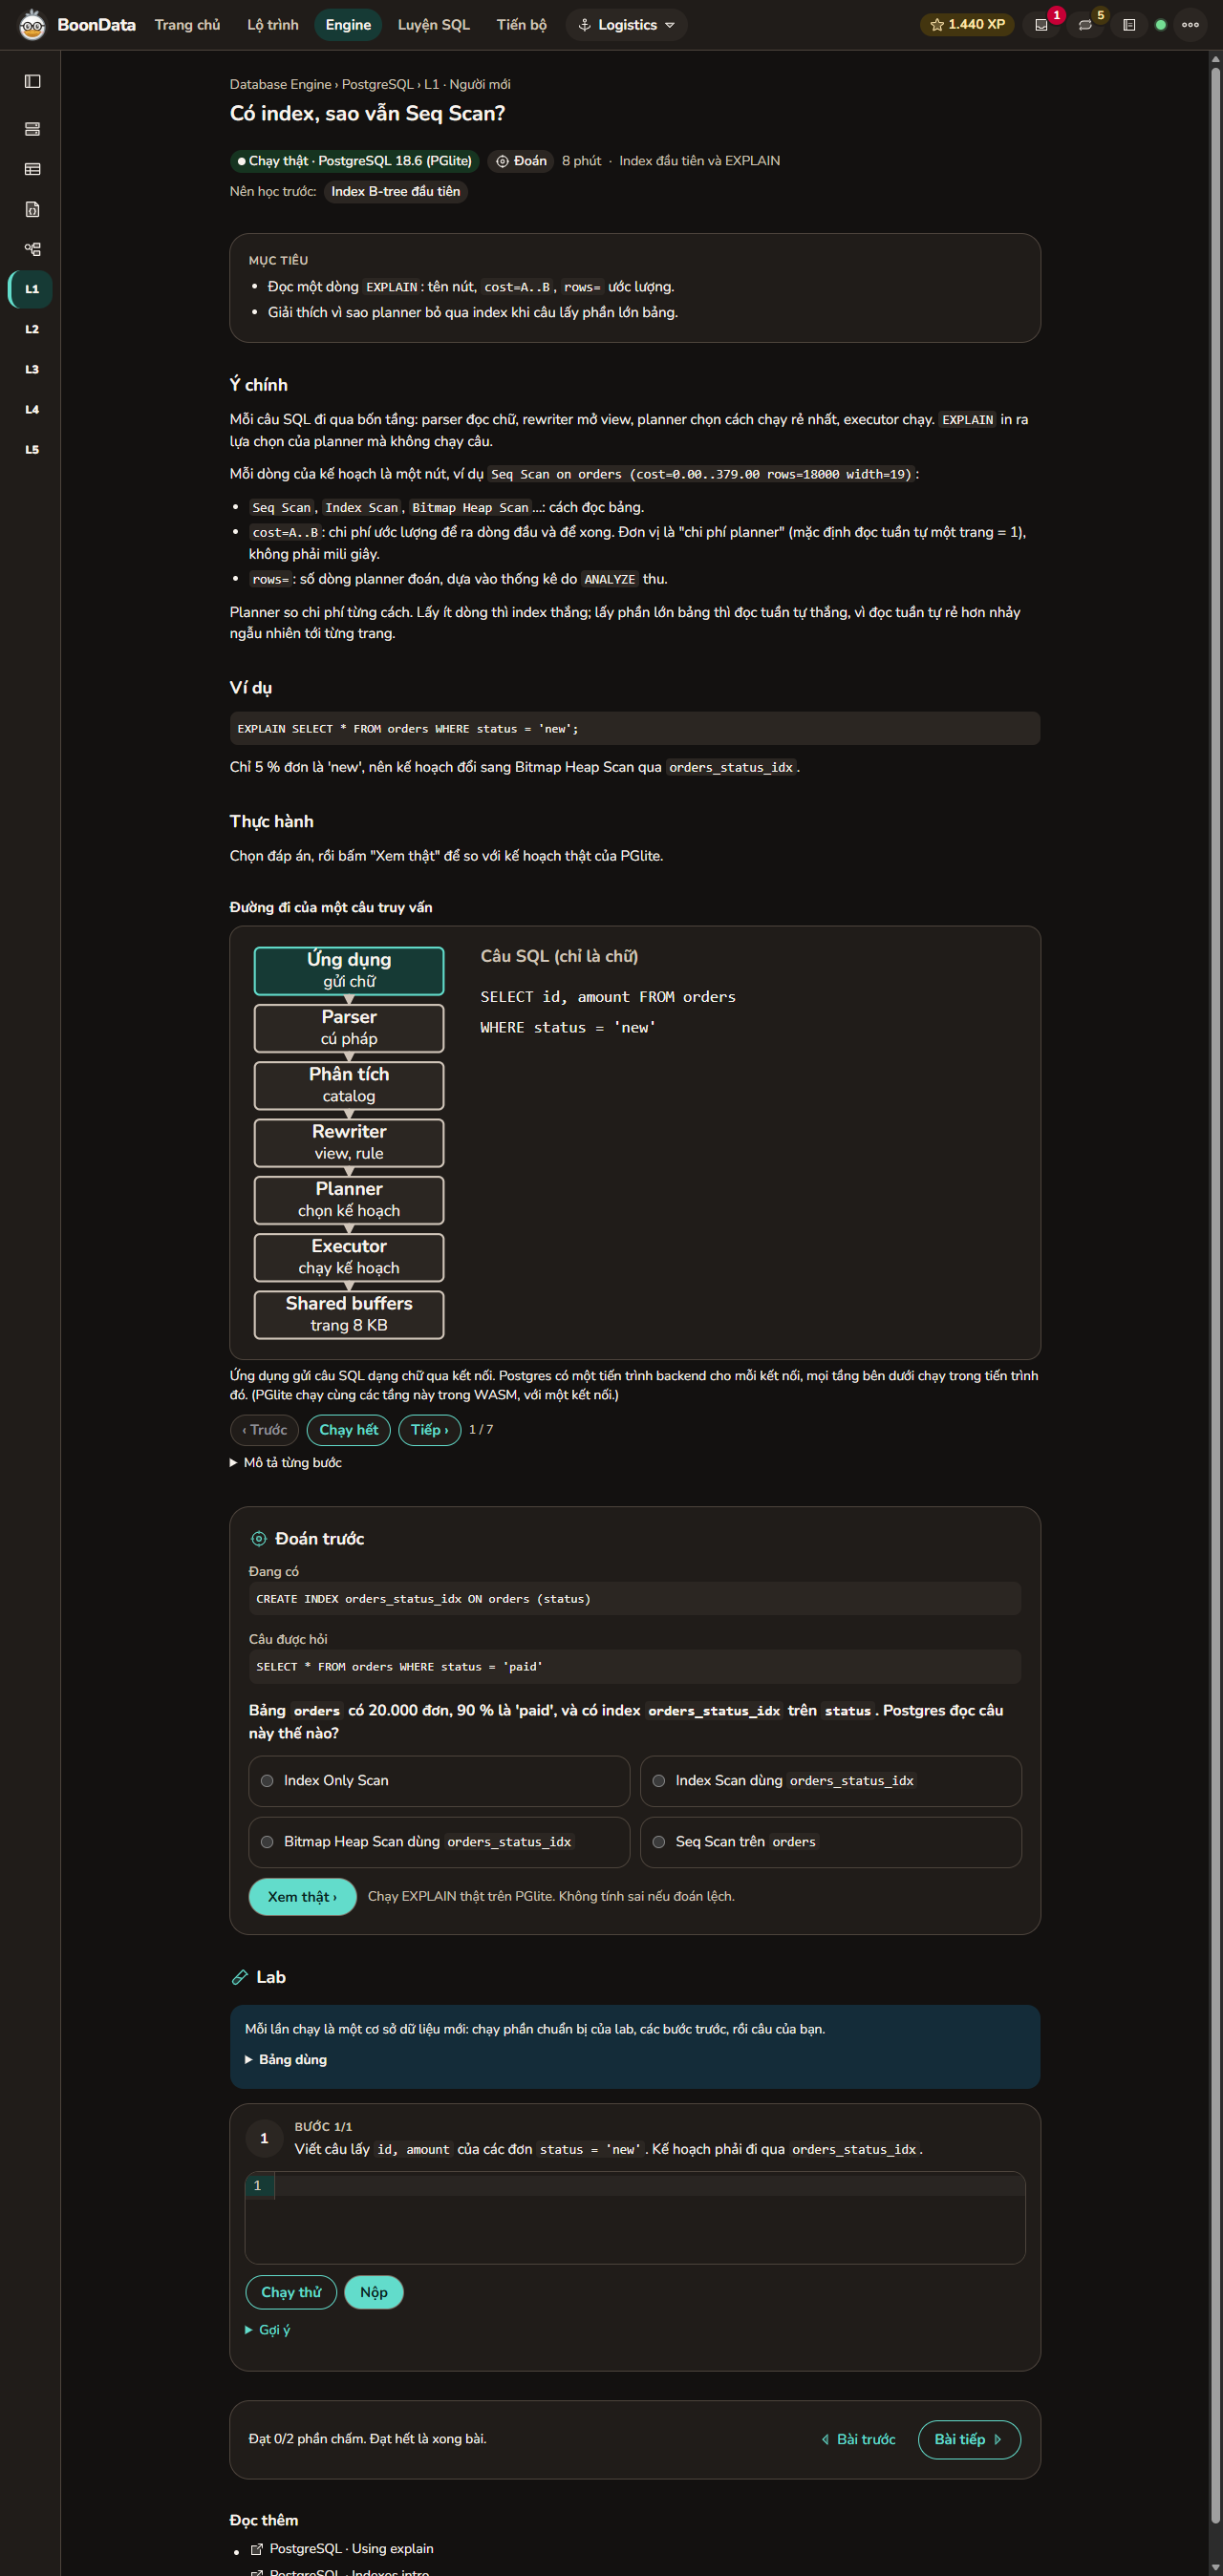 BoonData Trang chủ Lộ trình Engine Luyện SQL Tiến bộ Logistics 1.440 XP 1 5
Database Engine › PostgreSQL › L1 · Người mới
Có index, sao vẫn Seq Scan?
Chạy thật · PostgreSQL 18.6 (PGlite) Đoán 8 phút · Index đầu tiên và EXPLAIN
Nên học trước: Index B-tree đầu tiên
L1
L2
L3
L4
L5
MỤC TIÊU
• Đọc một dòng EXPLAIN: tên nút, cost=A..B, rows= ước lượng.
• Giải thích vì sao planner bỏ qua index khi câu lấy phần lớn bảng.
Ý chính
Mỗi câu SQL đi qua bốn tầng: parser đọc chữ, rewriter mở view, planner chọn cách chạy rẻ nhất, executor chạy. EXPLAIN in ra
lựa chọn của planner mà không chạy câu.
Mỗi dòng của kế hoạch là một nút, ví dụ Seq Scan on orders (cost=0.00..379.00 rows=18000 width=19):
• Seq Scan, Index Scan, Bitmap Heap Scan…: cách đọc bảng.
• cost=A..B: chi phí ước lượng để ra dòng đầu và để xong. Đơn vị là "chi phí planner" (mặc định đọc tuần tự một trang = 1),
không phải mili giây.
• rows=: số dòng planner đoán, dựa vào thống kê do ANALYZE thu.
Planner so chi phí từng cách. Lấy ít dòng thì index thắng; lấy phần lớn bảng thì đọc tuần tự thắng, vì đọc tuần tự rẻ hơn nhảy
ngẫu nhiên tới từng trang.
Ví dụ
EXPLAIN SELECT * FROM orders WHERE status = 'new';
Chỉ 5 % đơn là 'new', nên kế hoạch đổi sang Bitmap Heap Scan qua orders_status_idx.
Thực hành
Chọn đáp án, rồi bấm "Xem thật" để so với kế hoạch thật của PGlite.
Đường đi của một câu truy vấn
Ứng dụng
gửi chữ
Parser
cú pháp
Phân tích
catalog
Rewriter
view, rule
Planner
chọn kế hoạch
Executor
chạy kế hoạch
Shared buffers
trang 8 KB
Câu SQL (chỉ là chữ)
SELECT id, amount FROM orders
WHERE status = 'new'
Ứng dụng gửi câu SQL dạng chữ qua kết nối. Postgres có một tiến trình backend cho mỗi kết nối, mọi tầng bên dưới chạy trong tiến trình
đó. (PGlite chạy cùng các tầng này trong WASM, với một kết nối.)
‹ Trước Chạy hết Tiếp › 1 / 7
▶ Mô tả từng bước
Đoán trước
Đang có
CREATE INDEX orders_status_idx ON orders (status)
Câu được hỏi
SELECT * FROM orders WHERE status = 'paid'
Bảng orders có 20.000 đơn, 90 % là 'paid', và có index orders_status_idx trên status. Postgres đọc câu
này thế nào?
Index Only Scan
Index Scan dùng orders_status_idx
Bitmap Heap Scan dùng orders_status_idx
Seq Scan trên orders
Xem thật › Chạy EXPLAIN thật trên PGlite. Không tính sai nếu đoán lệch.
Lab
Mỗi lần chạy là một cơ sở dữ liệu mới: chạy phần chuẩn bị của lab, các bước trước, rồi câu của bạn.
▶ Bảng dùng
1 BƯỚC 1/1
Viết câu lấy id, amount của các đơn status = 'new'. Kế hoạch phải đi qua orders_status_idx.
1
Chạy thử Nộp
▶ Gợi ý
Đạt 0/2 phần chấm. Đạt hết là xong bài. Bài trước Bài tiếp
Đọc thêm
• PostgreSQL · Using explain
PostgreSQL · Indexes intro